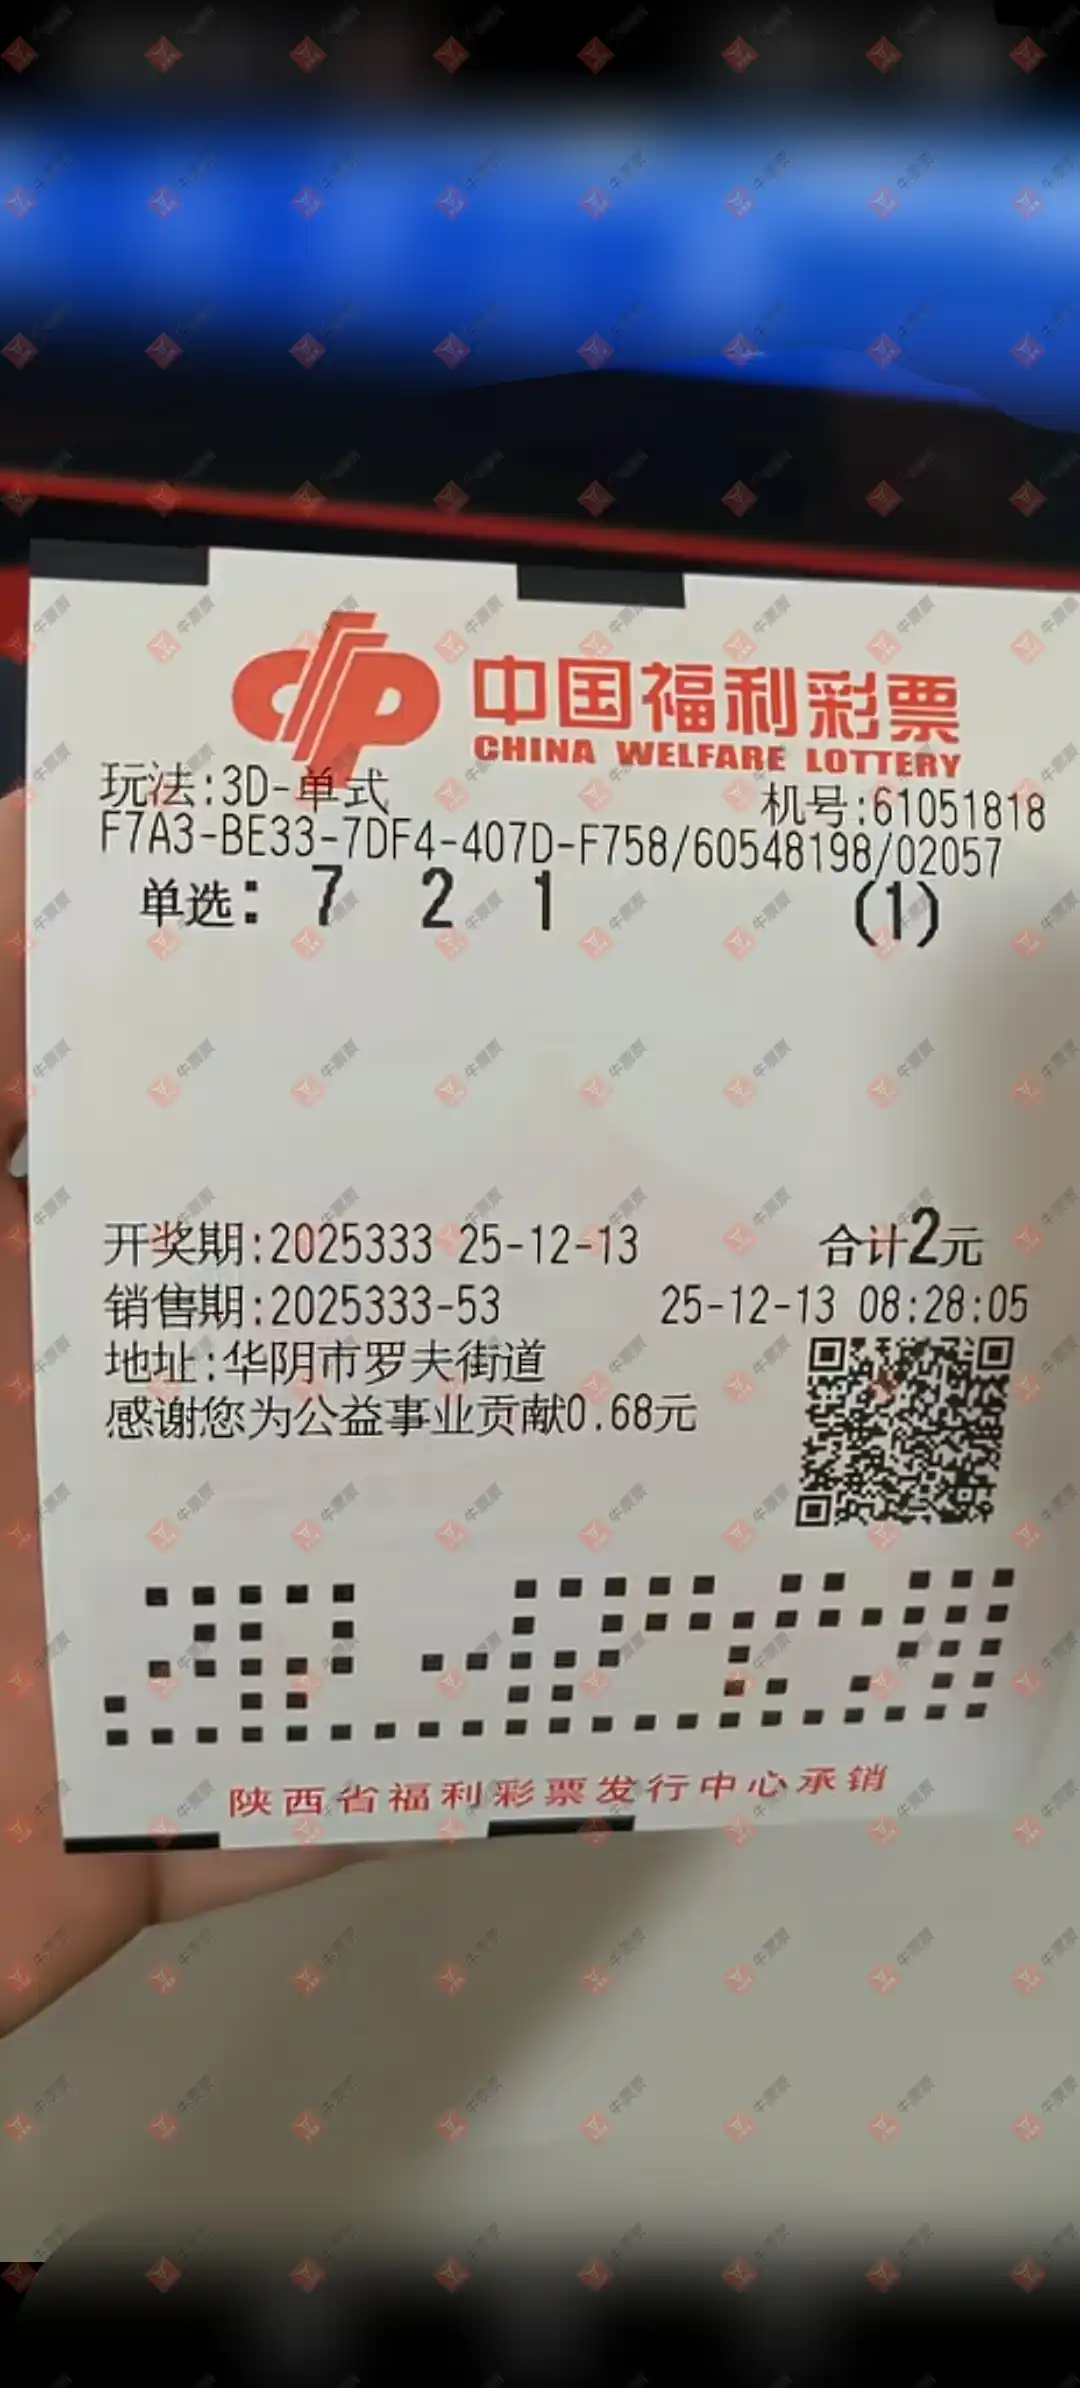 中国福利彩票
CHINA WELFARE LOTTERY
玩法:3D-单式
机号:61051818
F7A3-BE33-7DF4-407D-F758/60548198/02057
单选: 7 2 1 (1)
开奖期:2025333 25-12-13 合计2元
销售期:2025333-53 25-12-13 08:28:05
地址:华阴市罗夫街道
感谢您为公益事业贡献0.68元
陕西省福利彩票发行中心承销
牛票票